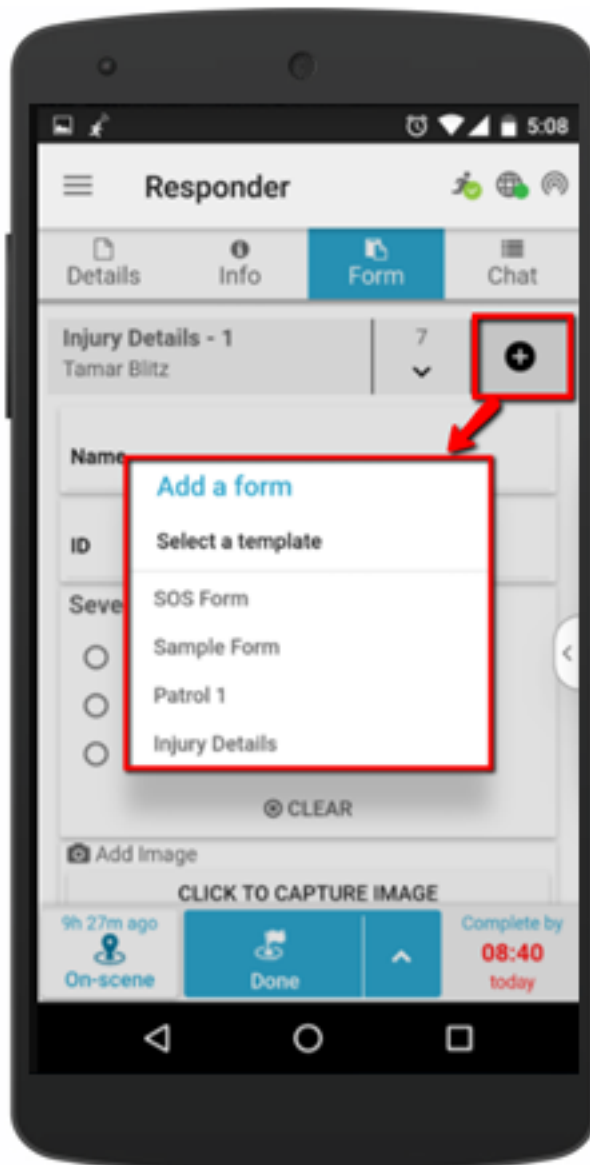 5:08
Responder
Details
Info
Form
Chat
Injury Details - 1
7
Tamar Blitz
Name
Add a form
Select a template
ID
SOS Form
Seve
Sample Form
Patrol 1
Injury Details
CLEAR
Add Image
CLICK TO CAPTURE IMAGE
9h 27m ago
On-scene
Done
Complete by
08:40
today